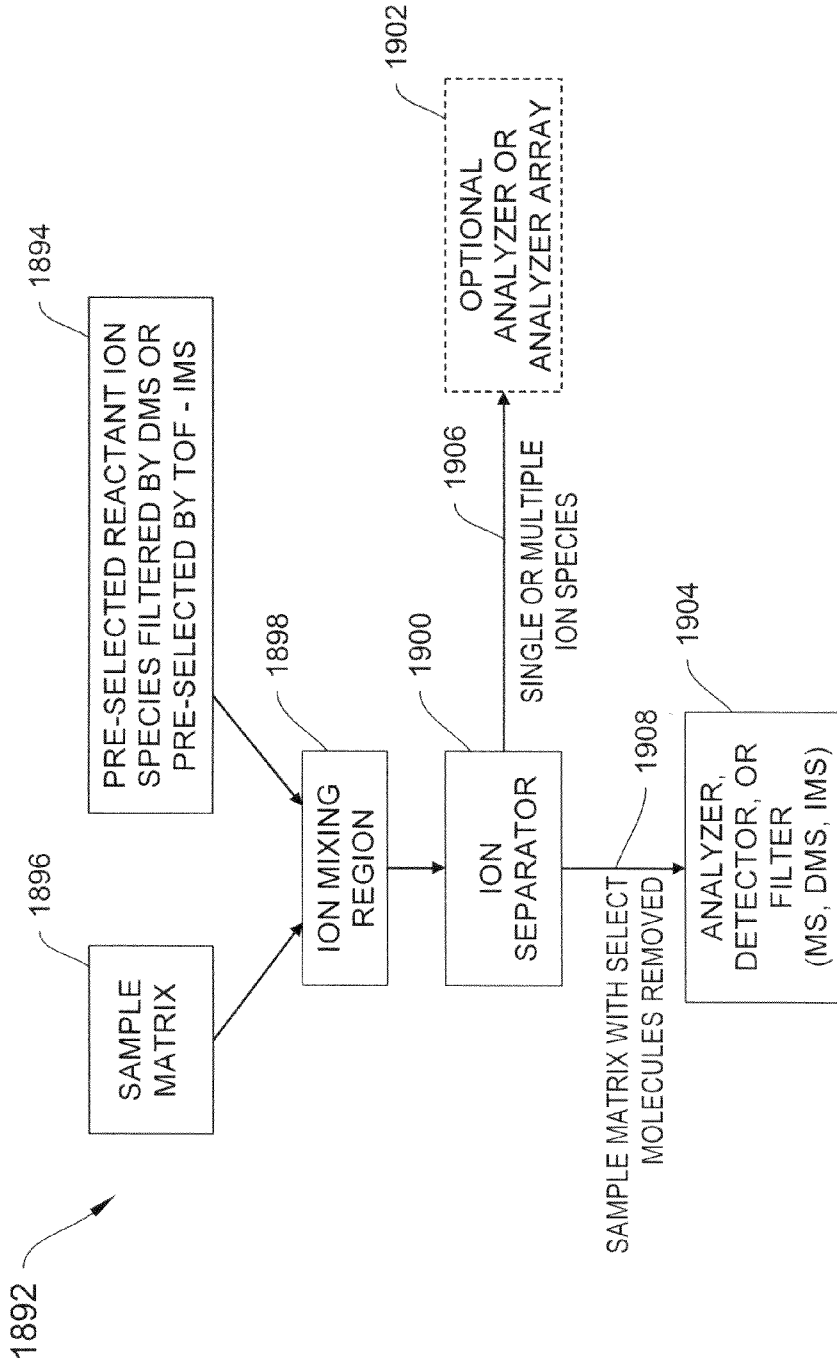 1892
1896
SAMPLE
MATRIX
1894
PRE-SELECTED REACTANT ION
SPECIES FILTERED BY DMS OR
PRE-SELECTED BY TOF - IMS
1898
ION MIXING
REGION
1900
ION
SEPARATOR
1906
SINGLE OR MULTIPLE
ION SPECIES
1902
OPTIONAL
ANALYZER OR
ANALYZER ARRAY
1908
SAMPLE MATRIX WITH SELECT
MOLECULES REMOVED
1904
ANALYZER,
DETECTOR, OR
FILTER
(MS, DMS, IMS)